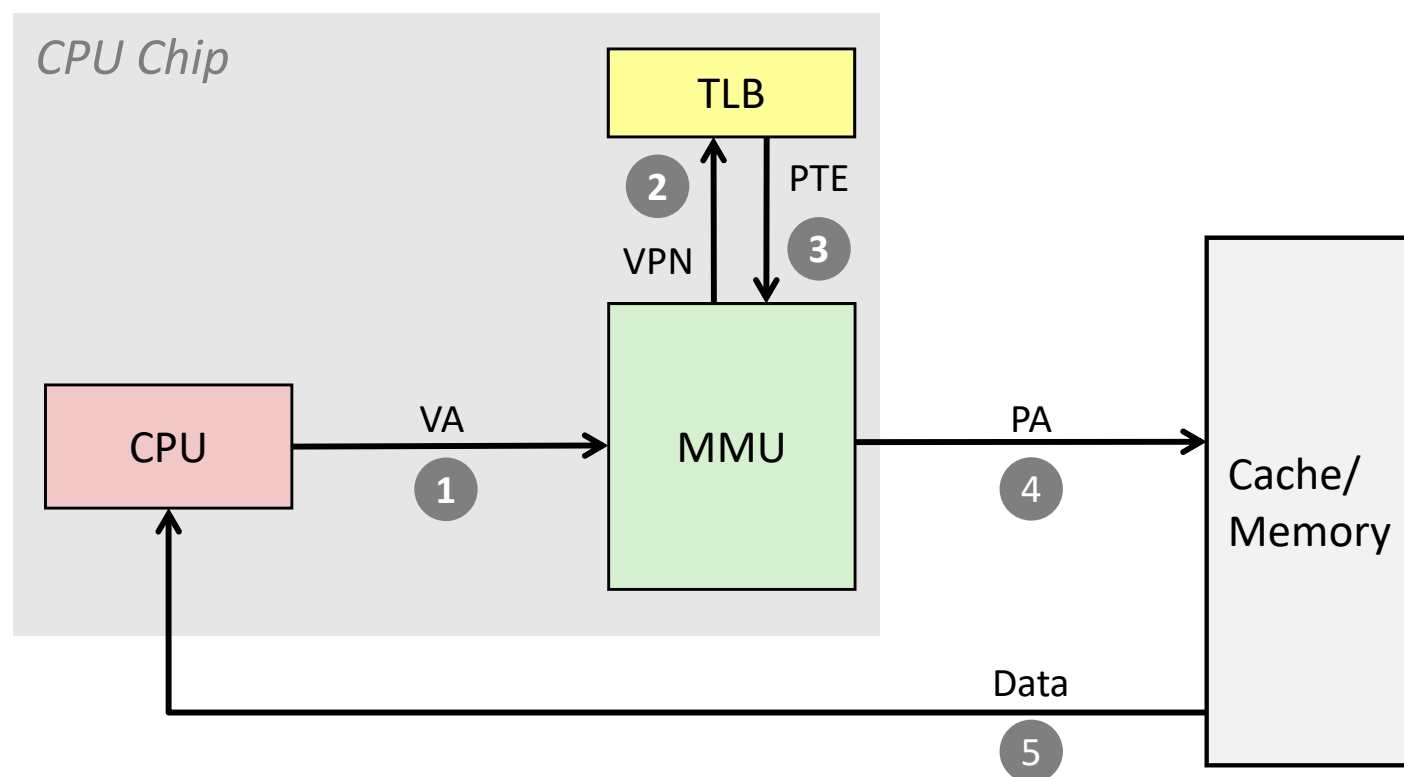 CPU Chip
TLB
2
PTE
VPN
3
CPU
VA
1
MMU
PA
4
Cache/
Memory
Data
5